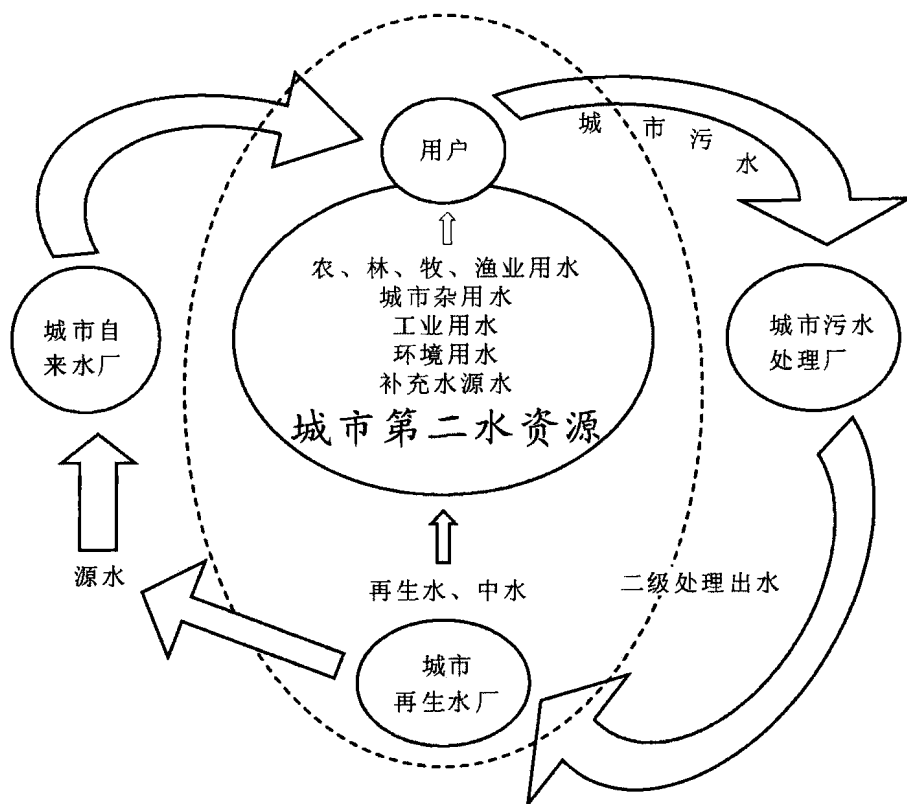 用户
城市污水
农、林、牧、渔业用水
城市杂用水
工业用水
环境用水
补充水源水
城市第二水资源
城市自
来水厂
城市污水
处理厂
源水
再生水、中水
二级处理出水
城市
再生水厂